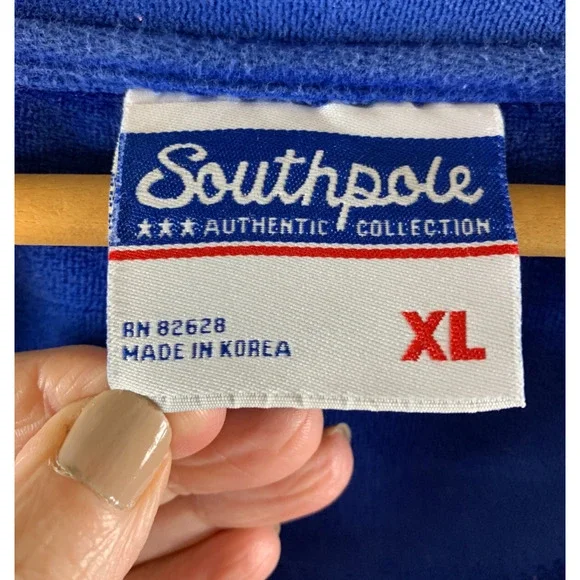 Southpole
★★★ AUTHENTIC COLLECTION
RN 82628
MADE IN KOREA
XL